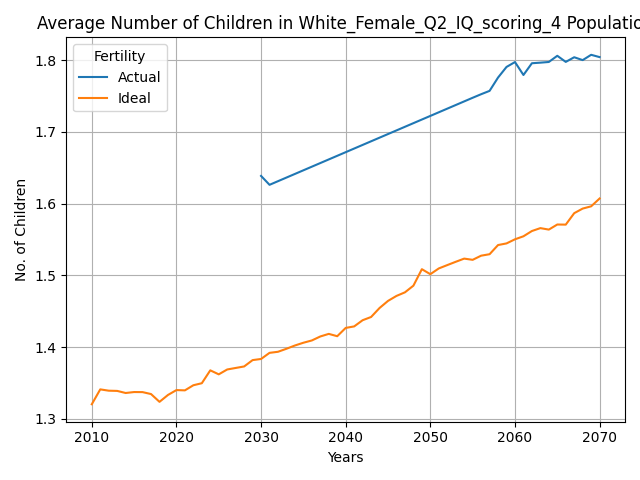 Average Number of Children in White_Female_Q2_IQ_scoring_4 Populatio
Fertility
Actual
Ideal
1.8
1.7
1.6
1.5
1.4
1.3
No. of Children
2010 2020 2030 2040 2050 2060 2070
Years